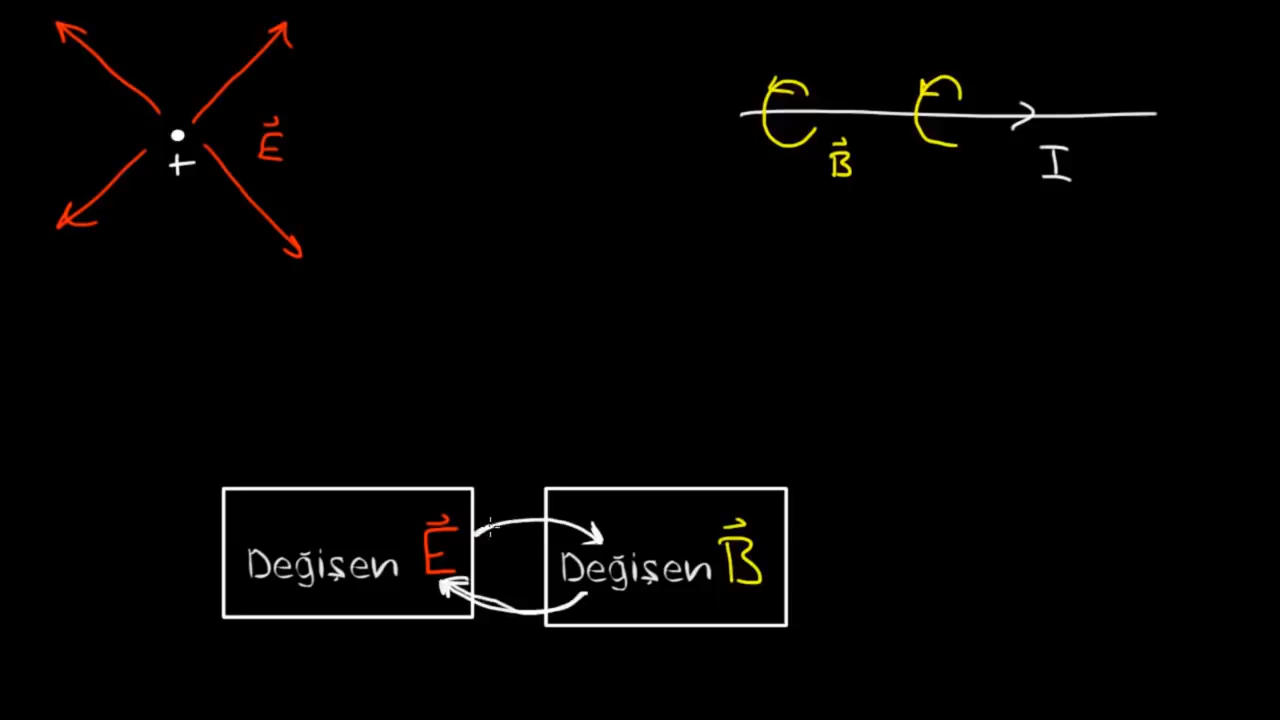 +
E⃗
B⃗
I
Değişen E⃗
Değişen B⃗